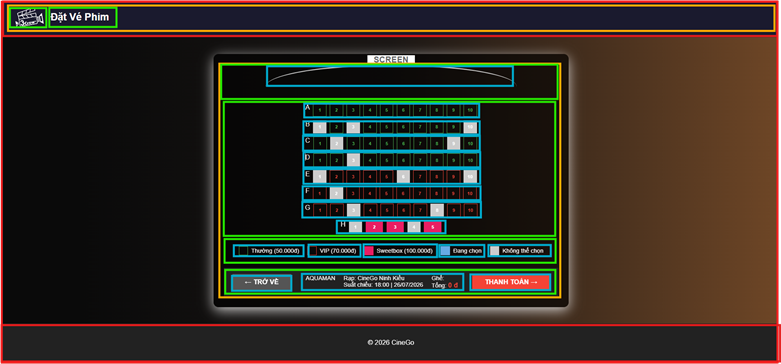 Đặt Vé Phim
SCREEN
A 1 2 3 4 5 6 7 8 9 10
B 1 2 3 4 5 6 7 8 9 10
C 1 2 3 4 5 6 7 8 9 10
D 1 2 3 4 5 6 7 8 9 10
E 1 2 3 4 5 6 7 8 9 10
F 1 2 3 4 5 6 7 8 9 10
G 1 2 3 4 5 6 7 8 9 10
H 1 2 3 4 5
Thường (50.000đ) VIP (70.000đ) Sweetbox (100.000đ) Đang chọn Không thể chọn
← TRỞ VỀ AQUAMAN Rạp: CineGo Ninh Kiều Ghế: THANH TOÁN →
Suất chiếu: 18:00 | 26/07/2026 Tổng: 0 đ
© 2026 CineGo